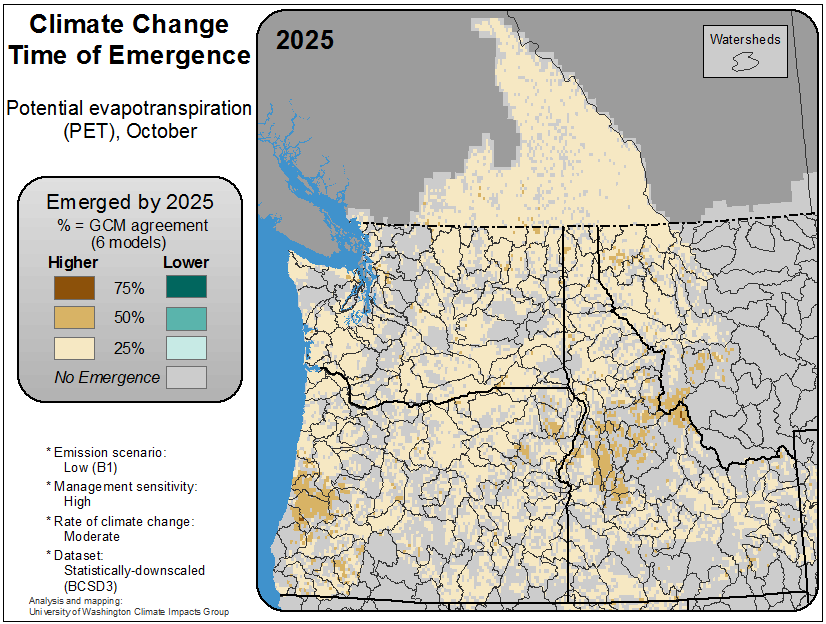 Climate Change
Time of Emergence
Potential evapotranspiration
(PET), October
Emerged by 2025
% = GCM agreement
(6 models)
Higher
Lower
75%
50%
25%
No Emergence
* Emission scenario:
Low (B1)
* Management sensitivity:
High
* Rate of climate change:
Moderate
* Dataset:
Statistically-downscaled
(BCSD3)
Analysis and mapping:
University of Washington Climate Impacts Group
2025
Watersheds